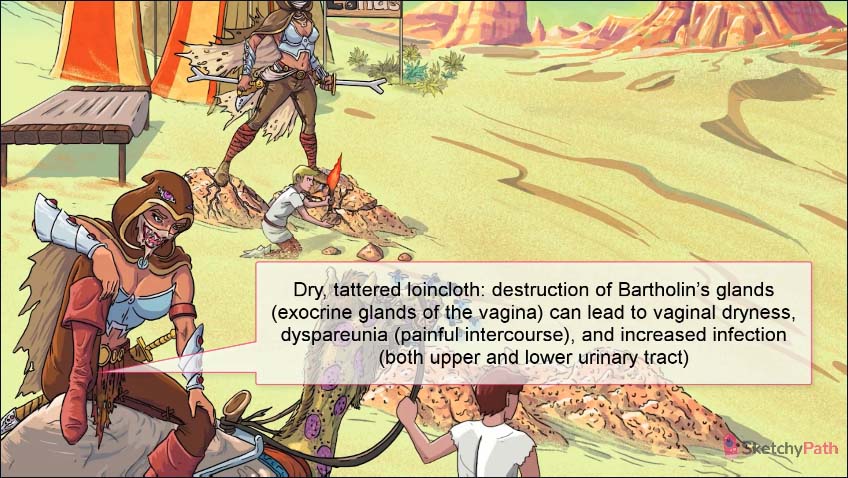 Lands
Dry, tattered loincloth: destruction of Bartholin’s glands
(exocrine glands of the vagina) can lead to vaginal dryness,
dyspareunia (painful intercourse), and increased infection
(both upper and lower urinary tract)
SketchyPath